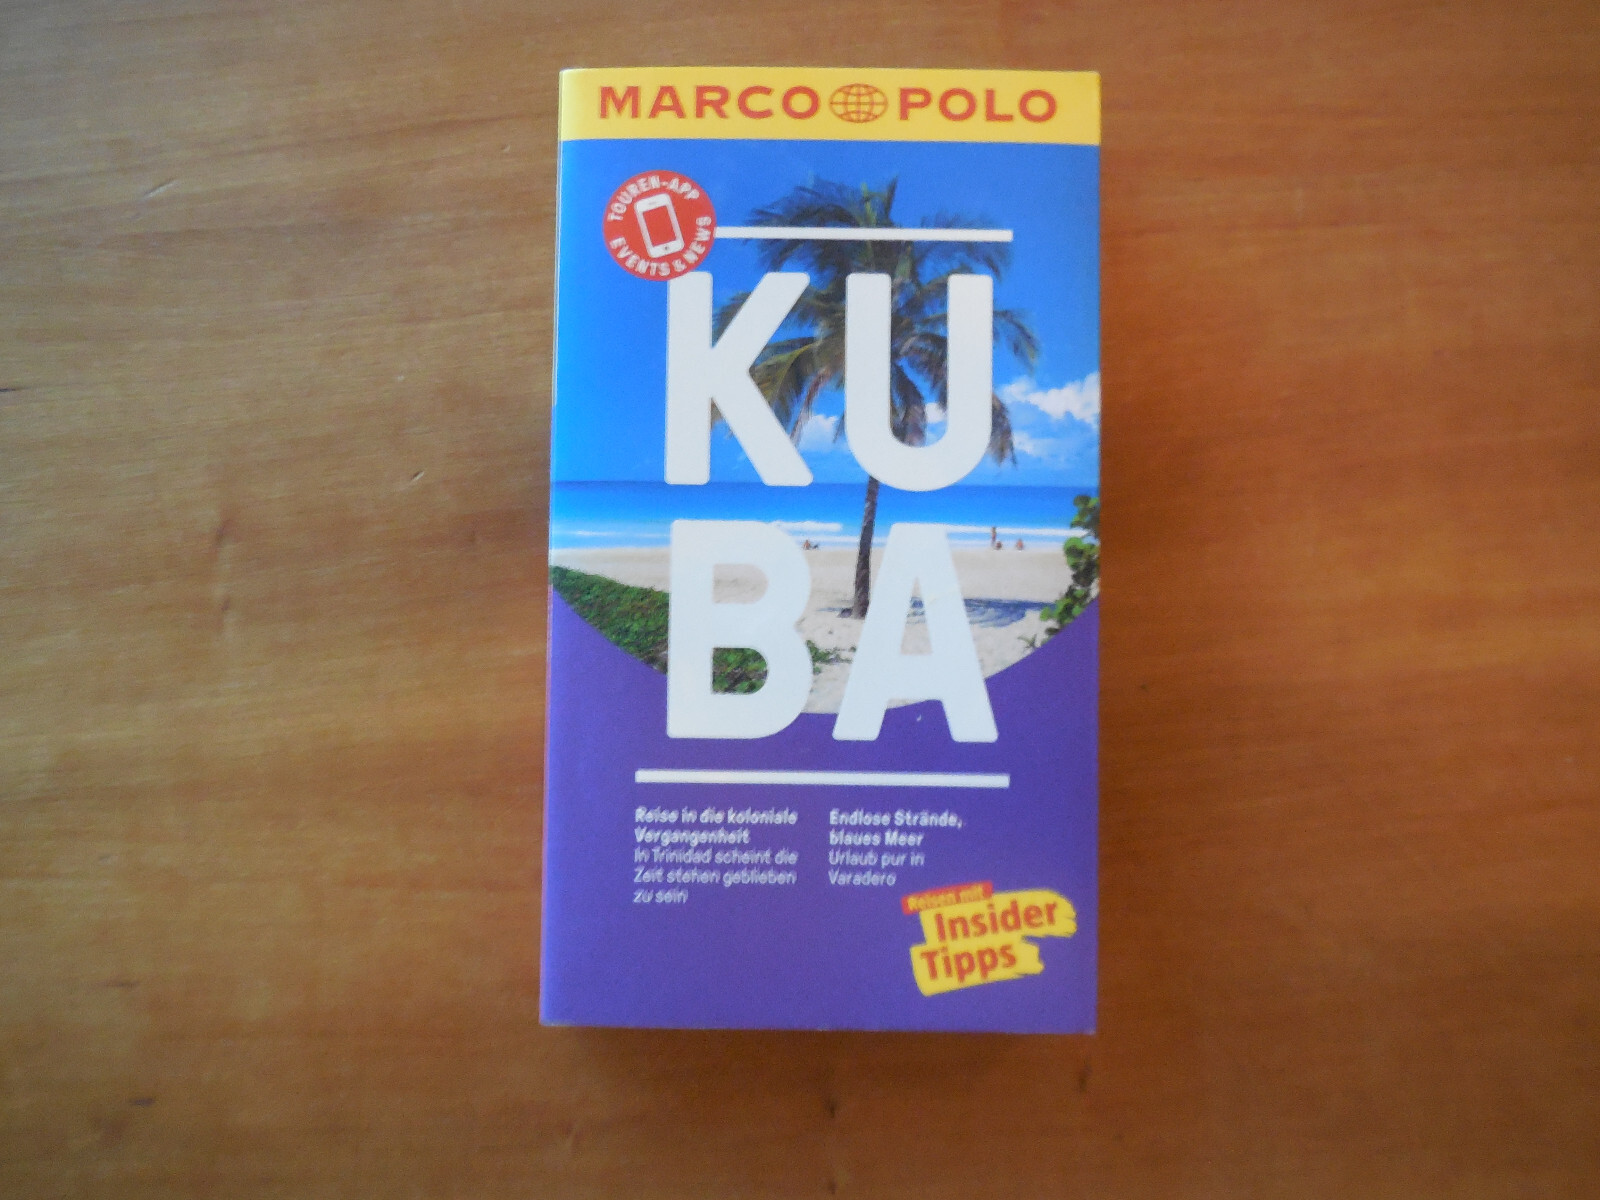 MARCO POLO
TOUREN-APP
EVENTS & NEWS
KU
BA
Reise in die koloniale
Vergangenheit
In Trinidad scheint die
Zeit stehen geblieben
zu sein
Endlose Strände,
blaues Meer
Urlaub pur in
Varadero
Reisen mit
Insider
Tipps